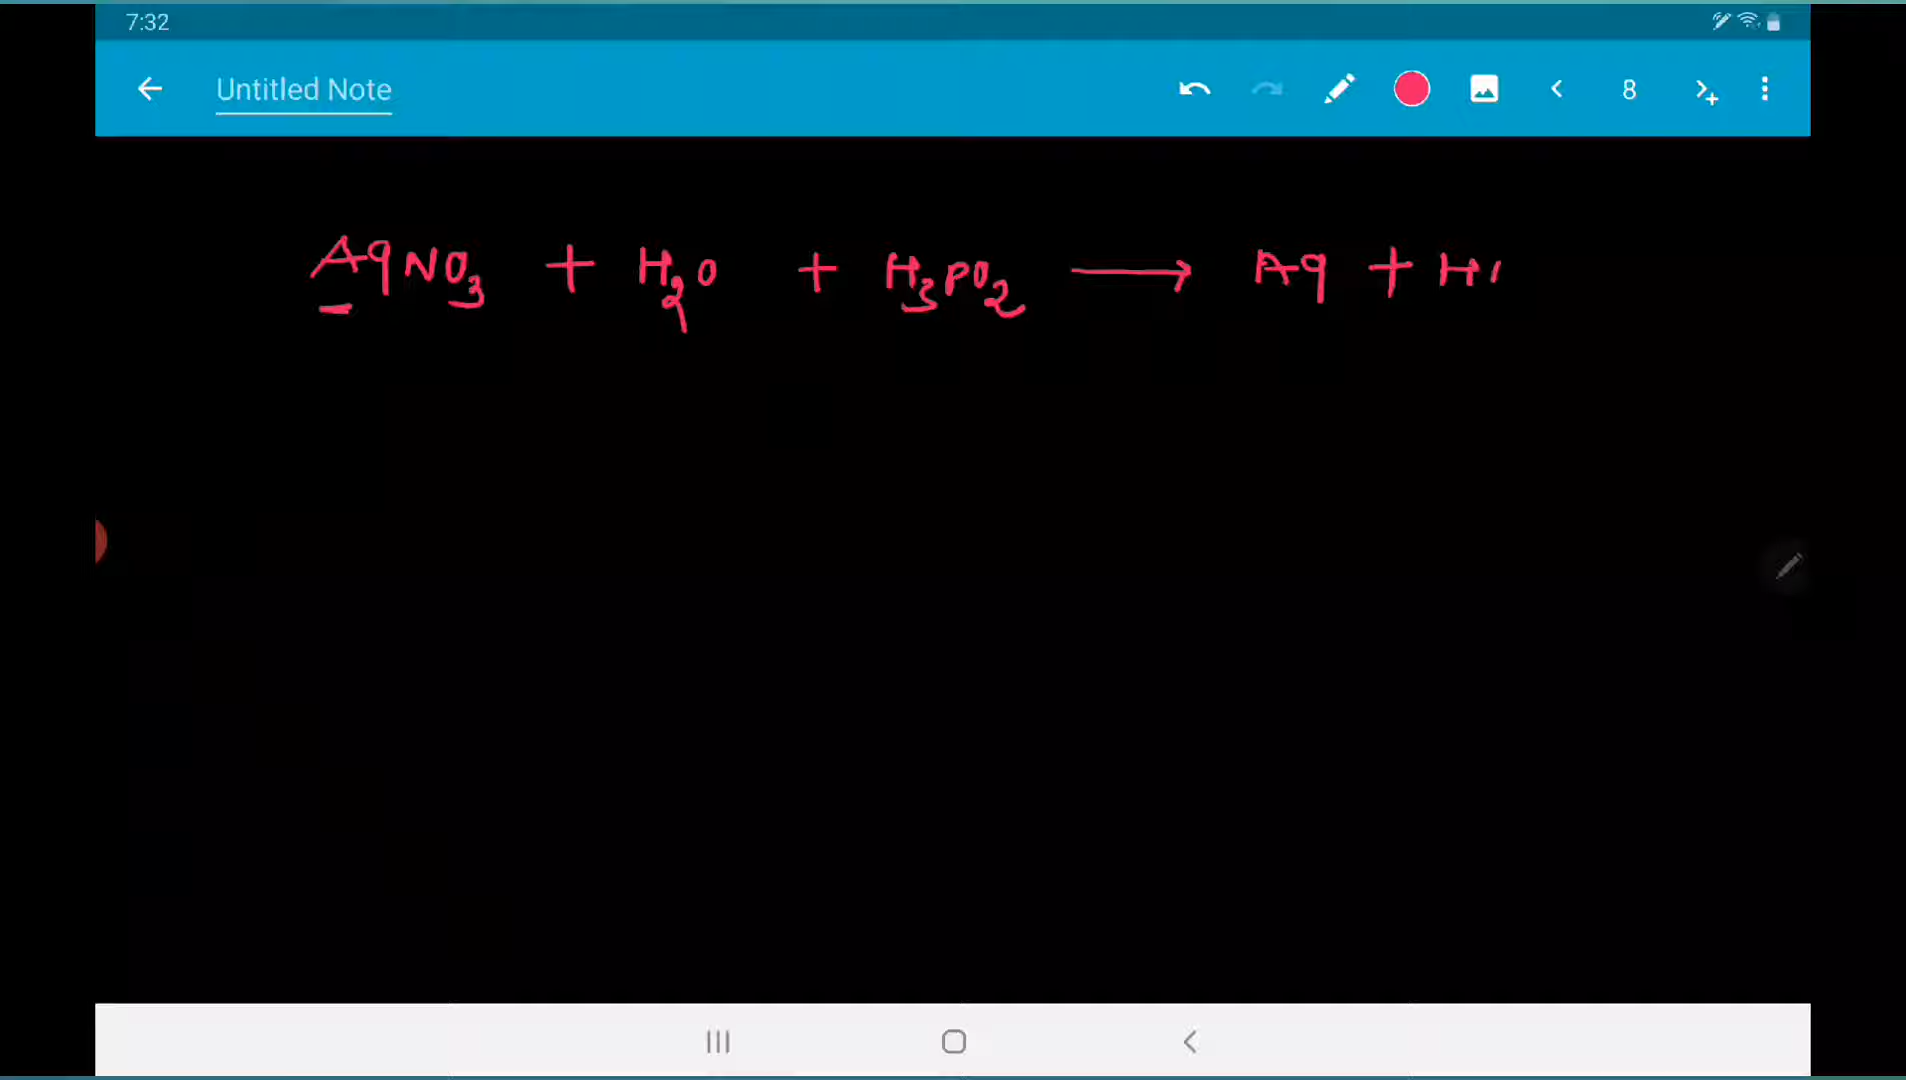 7:32
Untitled Note
8
AgNO3 + H2O + H3PO2 → Ag + H